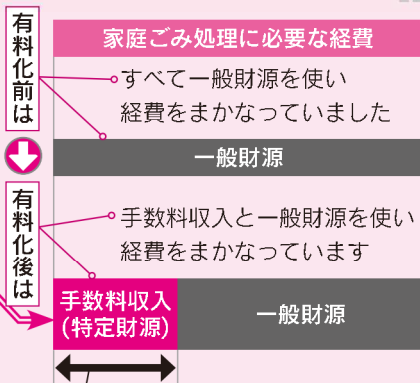 家庭ごみ処理に必要な経費
有料化前は
すべて一般財源を使い
経費をまかなっていました
一般財源
有料化後は
手数料収入と一般財源を使い
経費をまかなっています
手数料収入
(特定財源)
一般財源